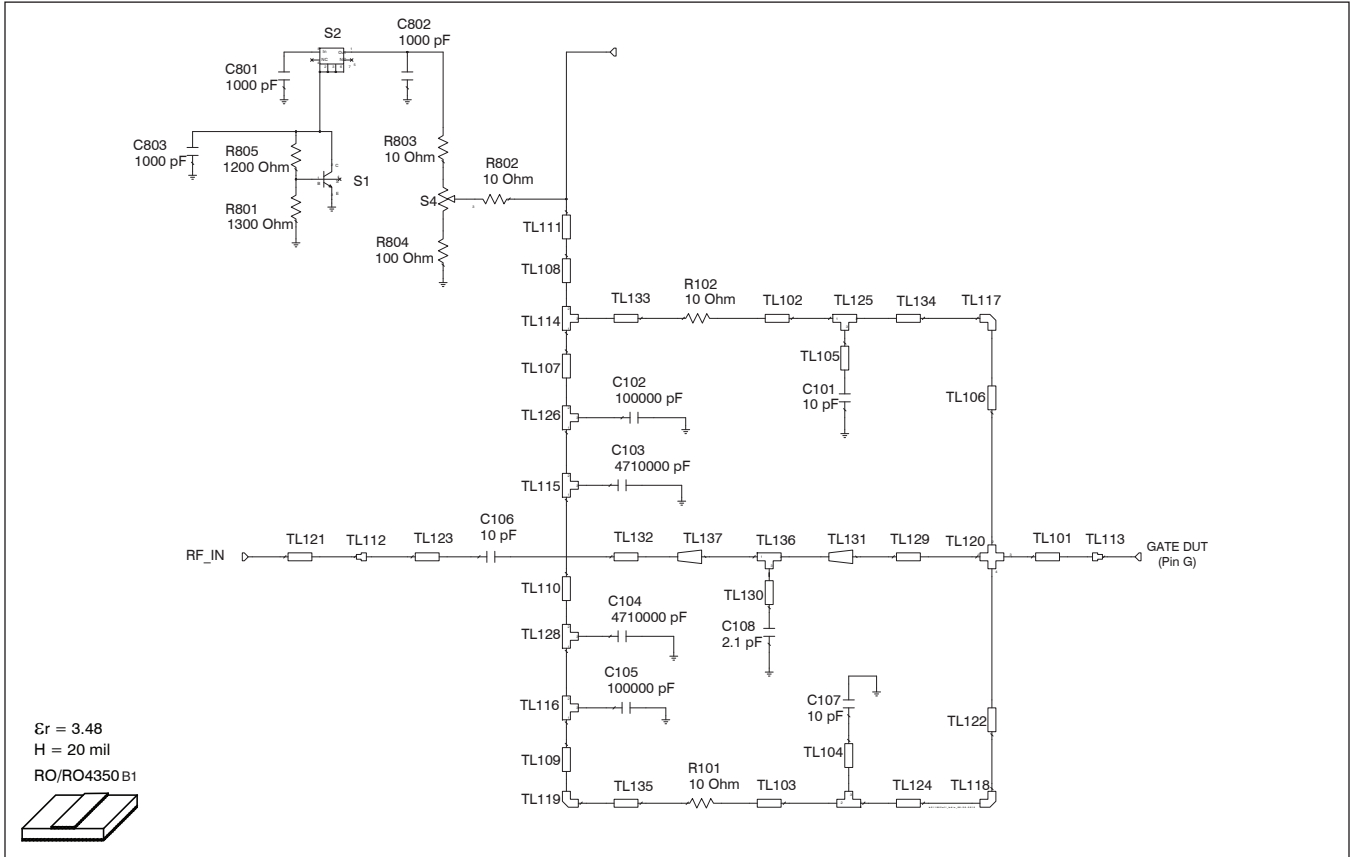 C802
1000 pF
S2
C801
1000 pF
C803
1000 pF
R805
1200 Ohm
S1
R801
1300 Ohm
R803
10 Ohm
R802
10 Ohm
S4
R804
100 Ohm
TL111
TL108
TL133
R102
10 Ohm
TL102
TL125
TL134
TL117
TL114
TL105
TL107
C101
10 pF
TL106
C102
100000 pF
TL126
C103
4710000 pF
TL115
RF_IN
TL121
TL112
TL123
C106
10 pF
TL132
TL137
TL136
TL131
TL129
TL120
TL101
TL113
GATE DUT
(Pin G)
TL110
TL130
C104
4710000 pF
C108
2.1 pF
TL128
C105
100000 pF
TL116
C107
10 pF
TL122
TL104
TL109
TL119
TL135
R101
10 Ohm
TL103
TL124
TL118
εr = 3.48
H = 20 mil
RO/RO4350 B1